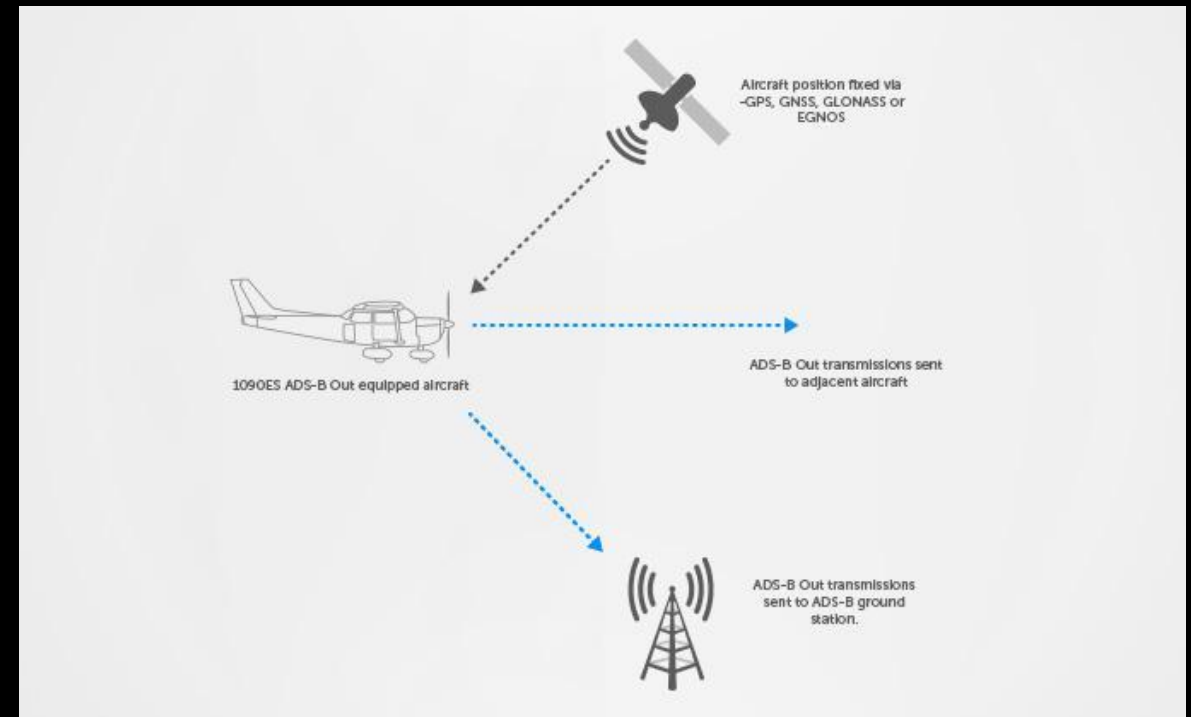 Aircraft position fixed via
-GPS, GNSS, GLONASS or
EGNOS
1090ES ADS-B Out equipped aircraft
ADS-B Out transmissions sent
to adjacent aircraft
ADS-B Out transmissions
sent to ADS-B ground
station.